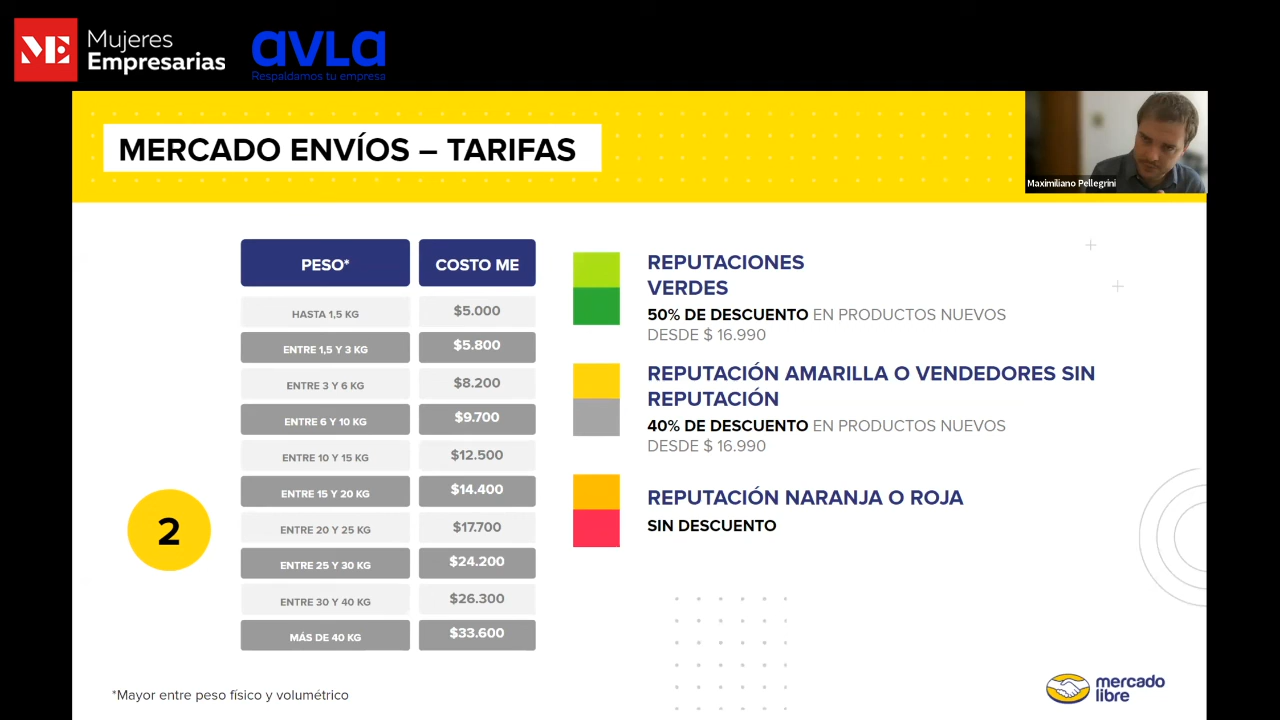 ME Mujeres
Empresarias
avla
Respaldamos tu empresa
MERCADO ENVÍOS – TARIFAS
Maximiliano Pellegrini
PESO* COSTO ME
HASTA 1,5 KG $5.000
ENTRE 1,5 Y 3 KG $5.800
ENTRE 3 Y 6 KG $8.200
ENTRE 6 Y 10 KG $9.700
ENTRE 10 Y 15 KG $12.500
ENTRE 15 Y 20 KG $14.400
ENTRE 20 Y 25 KG $17.700
ENTRE 25 Y 30 KG $24.200
ENTRE 30 Y 40 KG $26.300
MÁS DE 40 KG $33.600
2
REPUTACIONES
VERDES
50% DE DESCUENTO EN PRODUCTOS NUEVOS
DESDE $ 16.990
REPUTACIÓN AMARILLA O VENDEDORES SIN
REPUTACIÓN
40% DE DESCUENTO EN PRODUCTOS NUEVOS
DESDE $ 16.990
REPUTACIÓN NARANJA O ROJA
SIN DESCUENTO
*Mayor entre peso físico y volumétrico
mercado
libre